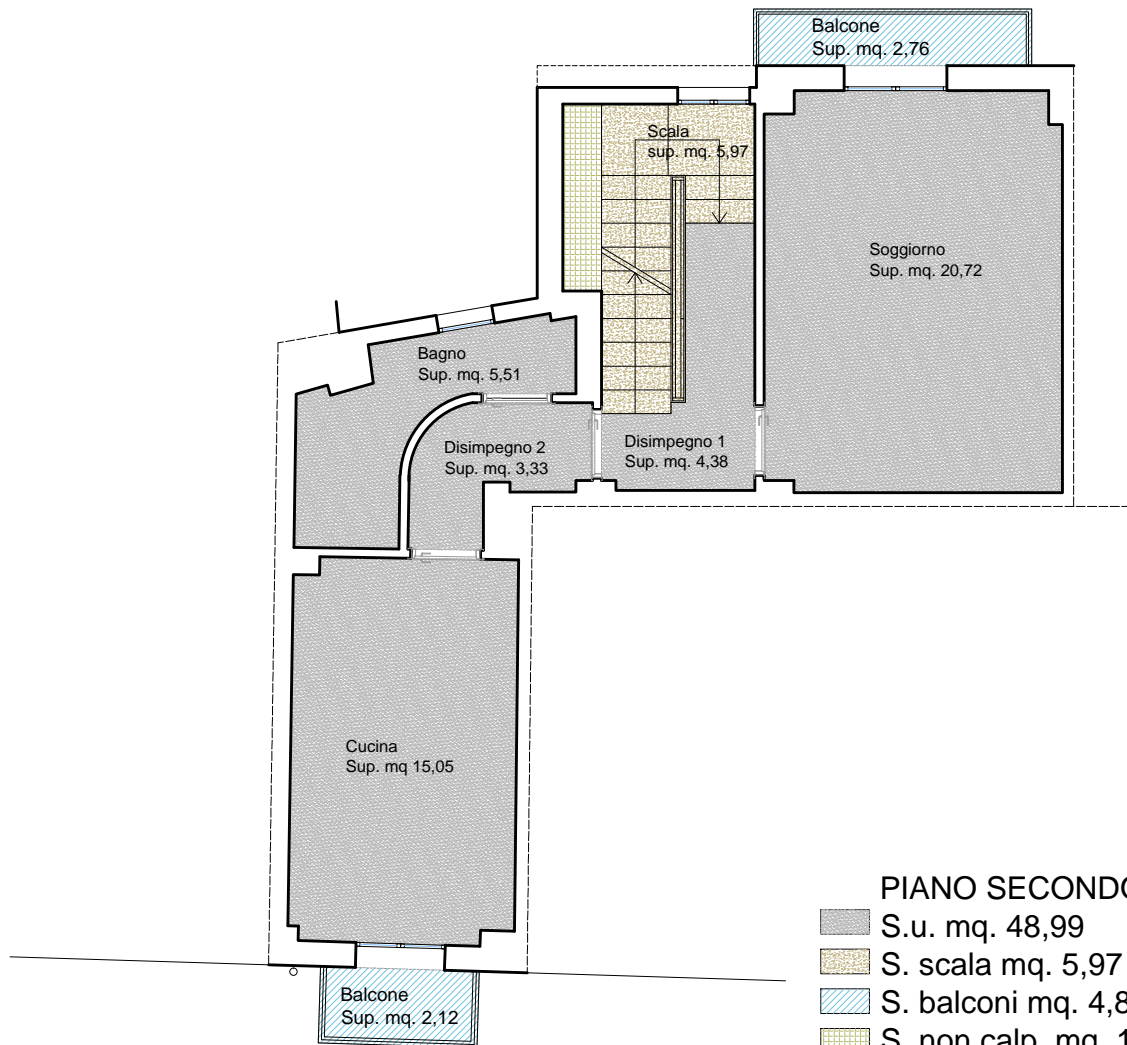 Balcone
Sup. mq. 2,76
Scala
sup. mq. 5,97
Soggiorno
Sup. mq. 20,72
Bagno
Sup. mq. 5,51
Disimpegno 2
Sup. mq. 3,33
Disimpegno 1
Sup. mq. 4,38
Cucina
Sup. mq 15,05
Balcone
Sup. mq. 2,12
PIANO SECONDO
S.u. mq. 48,99
S. scala mq. 5,97
S. balconi mq. 4,8
S. non calp. mq. 1